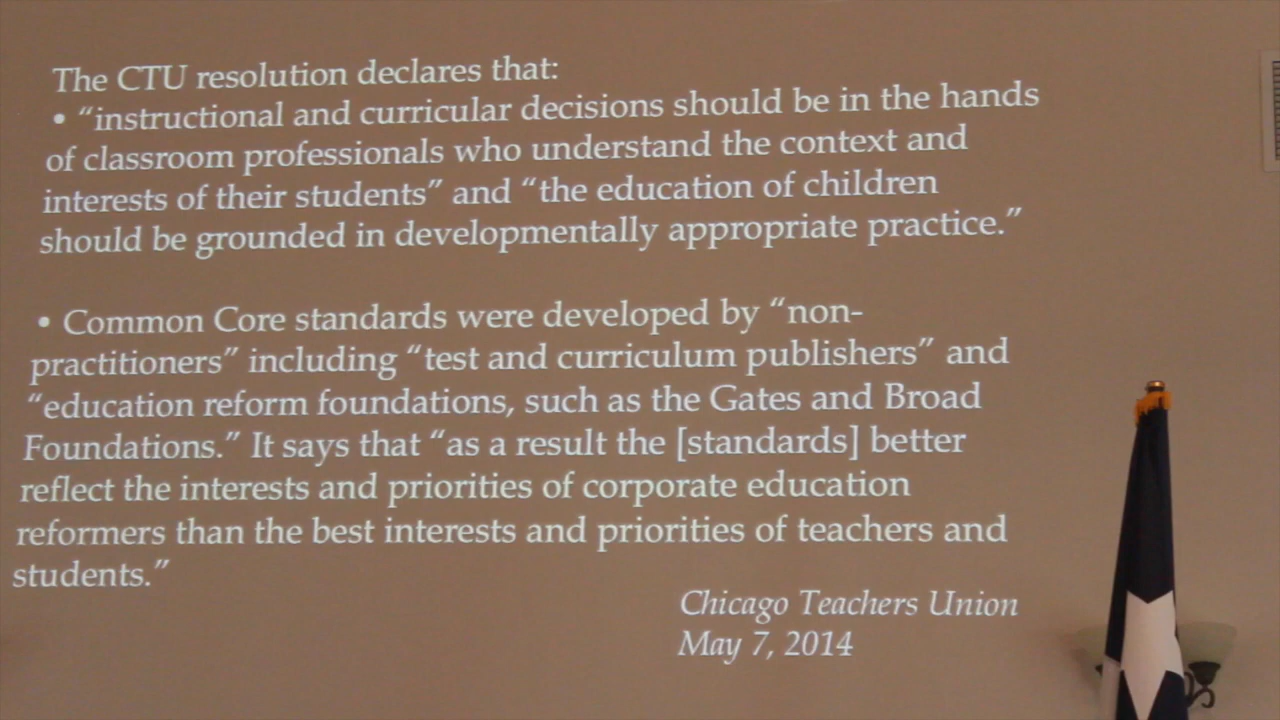 The CTU resolution declares that:
• “instructional and curricular decisions should be in the hands
of classroom professionals who understand the context and
interests of their students” and “the education of children
should be grounded in developmentally appropriate practice.”
• Common Core standards were developed by “non-
practitioners” including “test and curriculum publishers” and
“education reform foundations, such as the Gates and Broad
Foundations.” It says that “as a result the [standards] better
reflect the interests and priorities of corporate education
reformers than the best interests and priorities of teachers and
students.”
Chicago Teachers Union
May 7, 2014